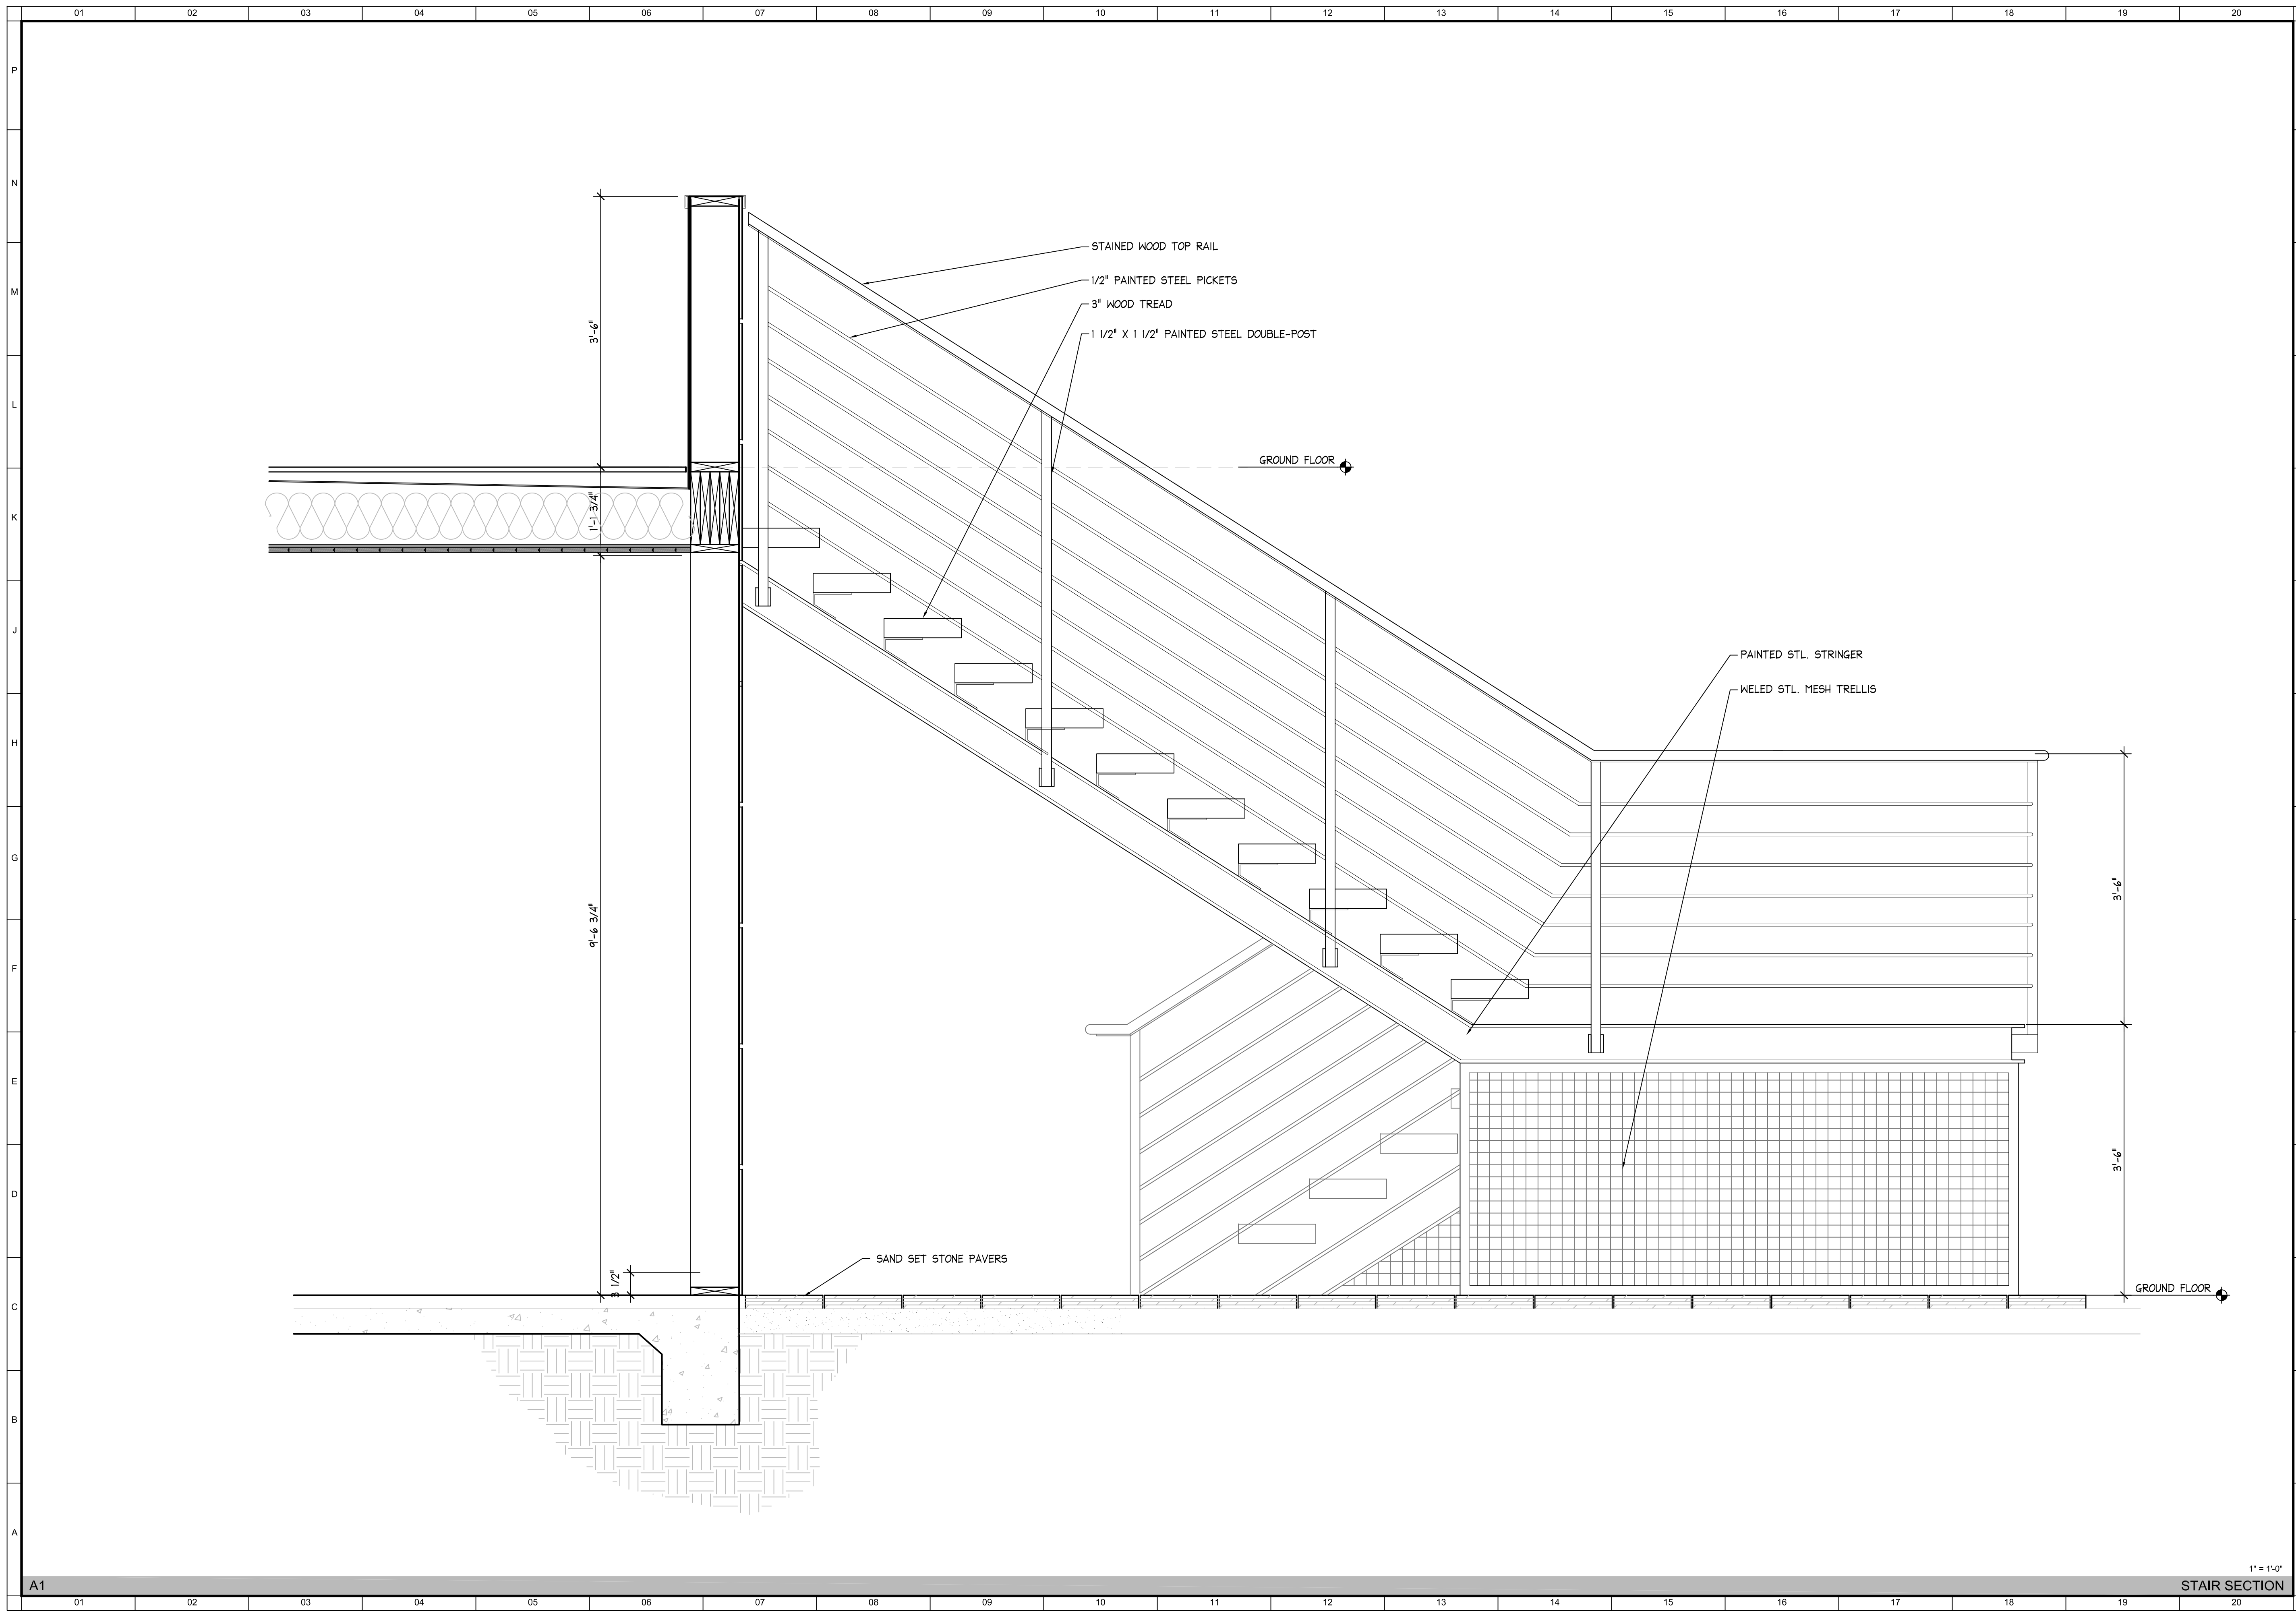 01 02 03 04 05 06 07 08 09 10 11 12 13 14 15 16 17 18 19 20
P
N
M
L
K
J
H
G
F
E
D
C
B
A
STAINED WOOD TOP RAIL
1/2" PAINTED STEEL PICKETS
3" WOOD TREAD
1 1/2" X 1 1/2" PAINTED STEEL DOUBLE-POST
3'-6"
GROUND FLOOR
1'-1 3/4"
PAINTED STL. STRINGER
WELED STL. MESH TRELLIS
9'-6 3/4"
3'-6"
3'-6"
SAND SET STONE PAVERS
3 1/2"
GROUND FLOOR
1" = 1'-0"
A1
STAIR SECTION
01 02 03 04 05 06 07 08 09 10 11 12 13 14 15 16 17 18 19 20